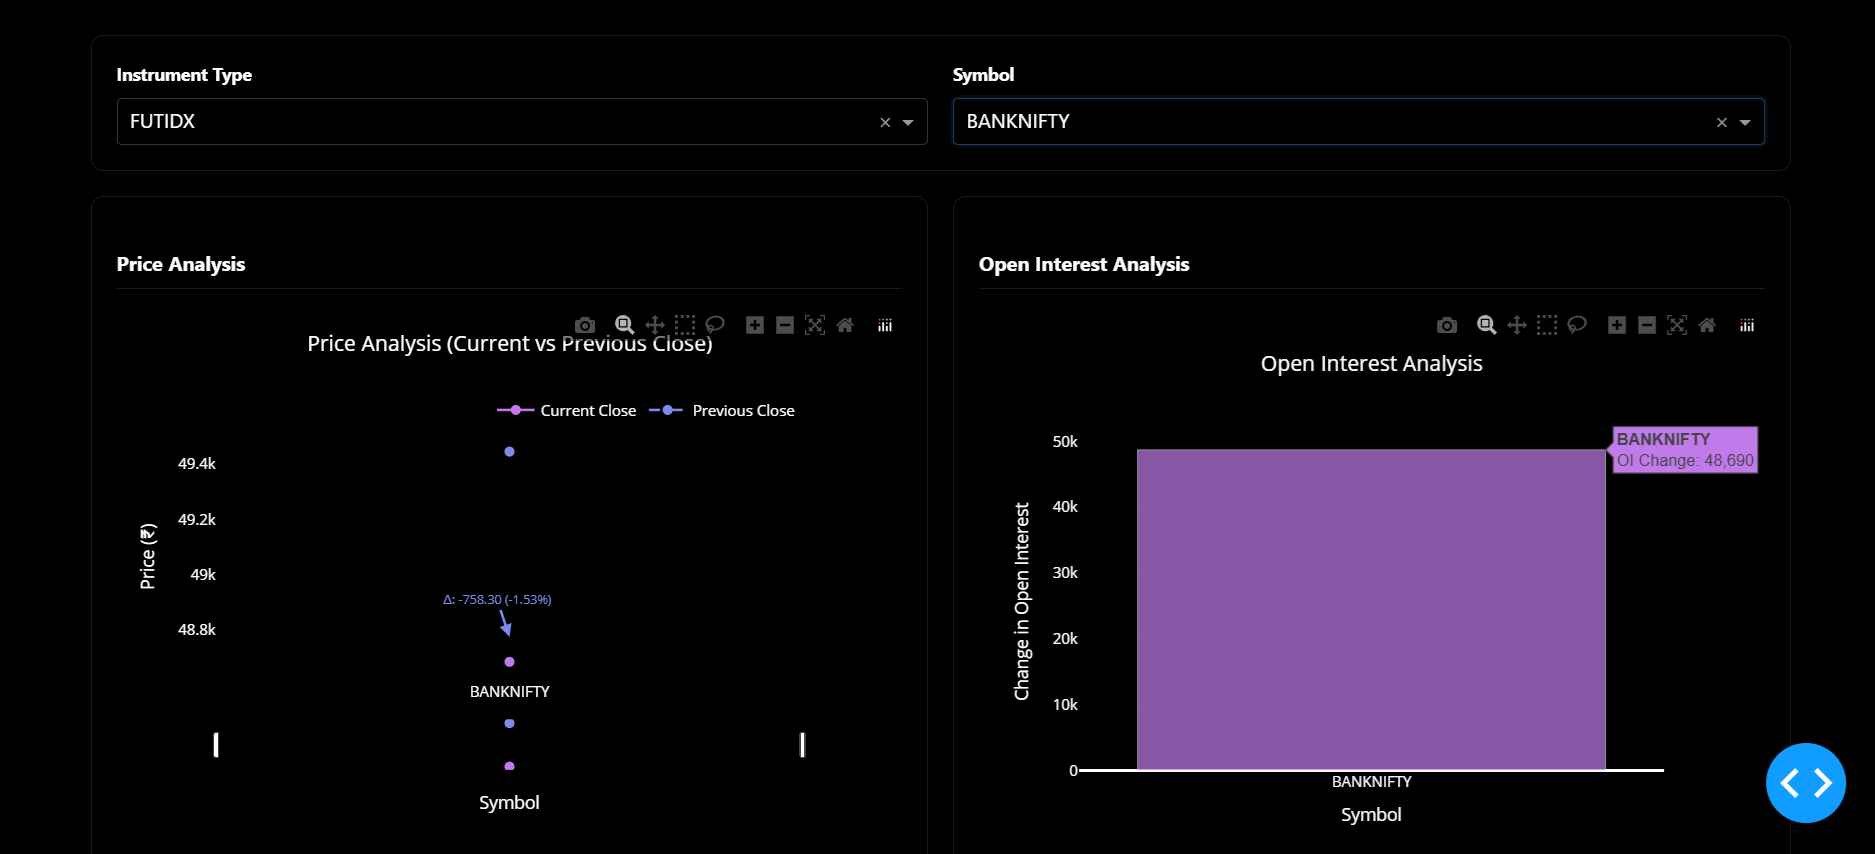 Instrument Type
FUTIDX
Symbol
BANKNIFTY
Price Analysis
Price Analysis (Current vs Previous Close)
Current Close
Previous Close
Price (₹)
49.4k
49.2k
49k
48.8k
Δ: -758.30 (-1.53%)
BANKNIFTY
Symbol
Open Interest Analysis
Open Interest Analysis
Change in Open Interest
50k
40k
30k
20k
10k
0
BANKNIFTY
OI Change: 48,690
BANKNIFTY
Symbol